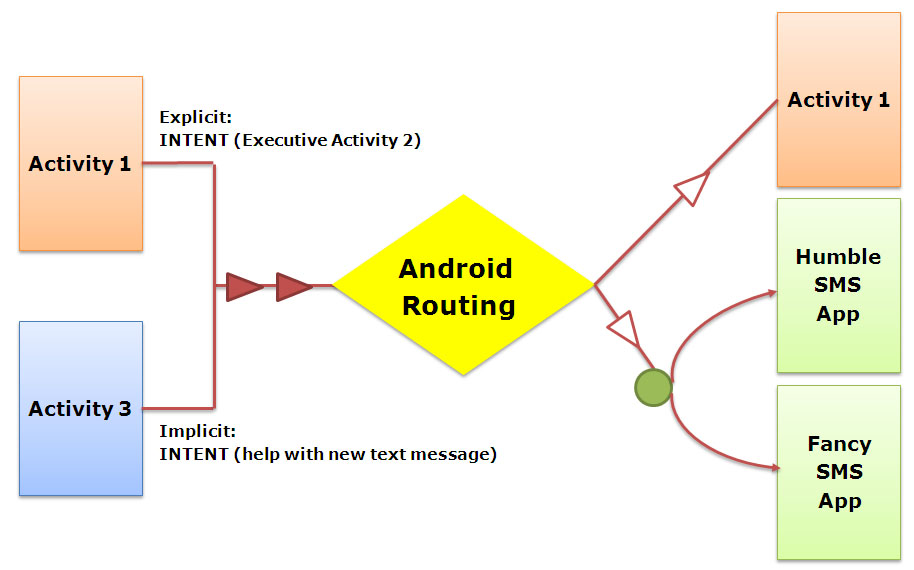 Activity 1
Explicit:
INTENT (Executive Activity 2)
Activity 3
Implicit:
INTENT (help with new text message)
Android
Routing
Activity 1
Humble
SMS
App
Fancy
SMS
App